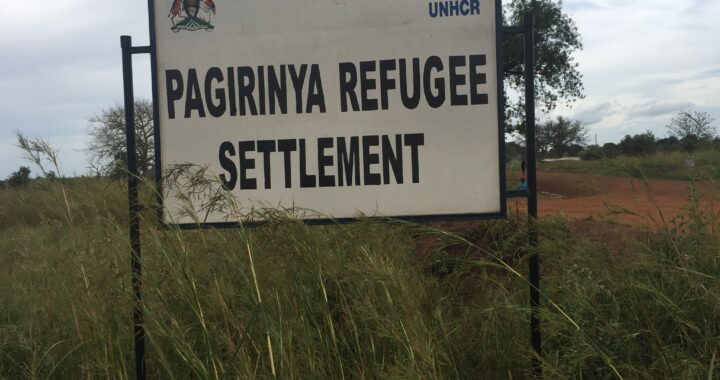 UNHCR
PAGIRINYA REFUGEE
SETTLEMENT